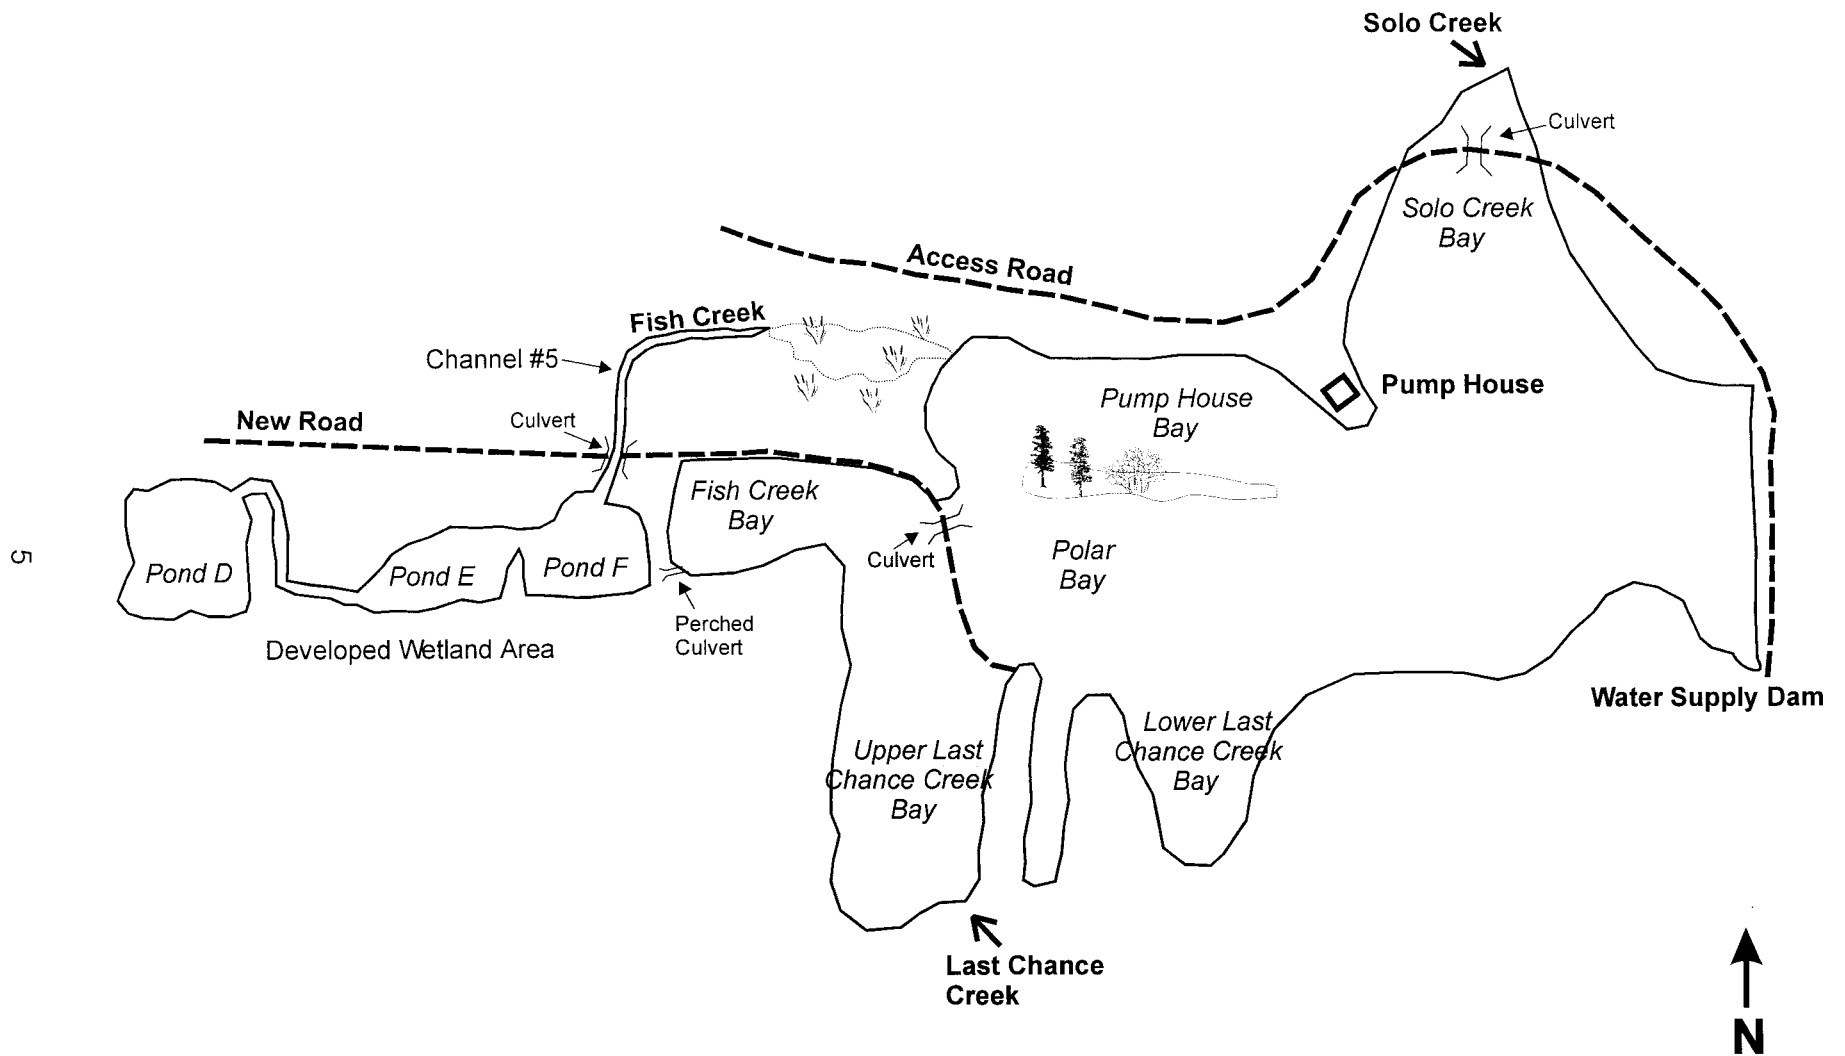 Solo Creek
Culvert
Solo Creek
Bay
Access Road
Fish Creek
Channel #5
Pump House
Pump House
Bay
New Road
Culvert
Fish Creek
Bay
Culvert
Polar
Bay
5
Pond D
Pond E
Pond F
Perched
Culvert
Developed Wetland Area
Water Supply Dam
Upper Last
Chance Creek
Bay
Lower Last
Chance Creek
Bay
Last Chance
Creek
N